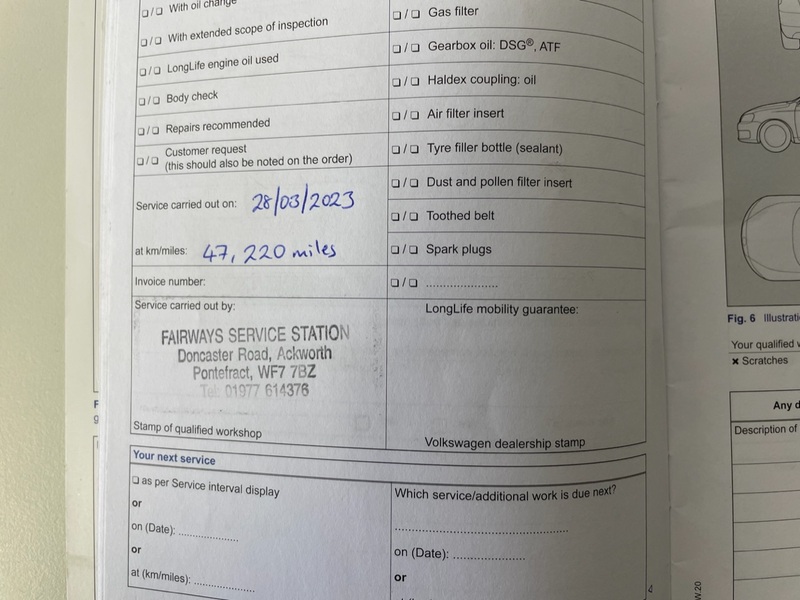 ❑/❑ With oil change
❑/❑ With extended scope of inspection
❑/❑ LongLife engine oil used
❑/❑ Body check
❑/❑ Repairs recommended
❑/❑ Customer request
(this should also be noted on the order)
Service carried out on: 28/03/2023
at km/miles: 47,220 miles
Invoice number:
Service carried out by:
FAIRWAYS SERVICE STATION
Doncaster Road, Ackworth
Pontefract, WF7 7BZ
Tel: 01977 614376
Stamp of qualified workshop
❑/❑ Gas filter
❑/❑ Gearbox oil: DSG®, ATF
❑/❑ Haldex coupling: oil
❑/❑ Air filter insert
❑/❑ Tyre filler bottle (sealant)
❑/❑ Dust and pollen filter insert
❑/❑ Toothed belt
❑/❑ Spark plugs
❑/❑ ......................
LongLife mobility guarantee:
Volkswagen dealership stamp
Your next service
❑ as per Service interval display
or
on (Date): ..................
or
at (km/miles): ..................
Which service/additional work is due next?
......................................................
on (Date): ......................
or
Fig. 6 Illustrati
Your qualified
✖ Scratches
Any d
Description of